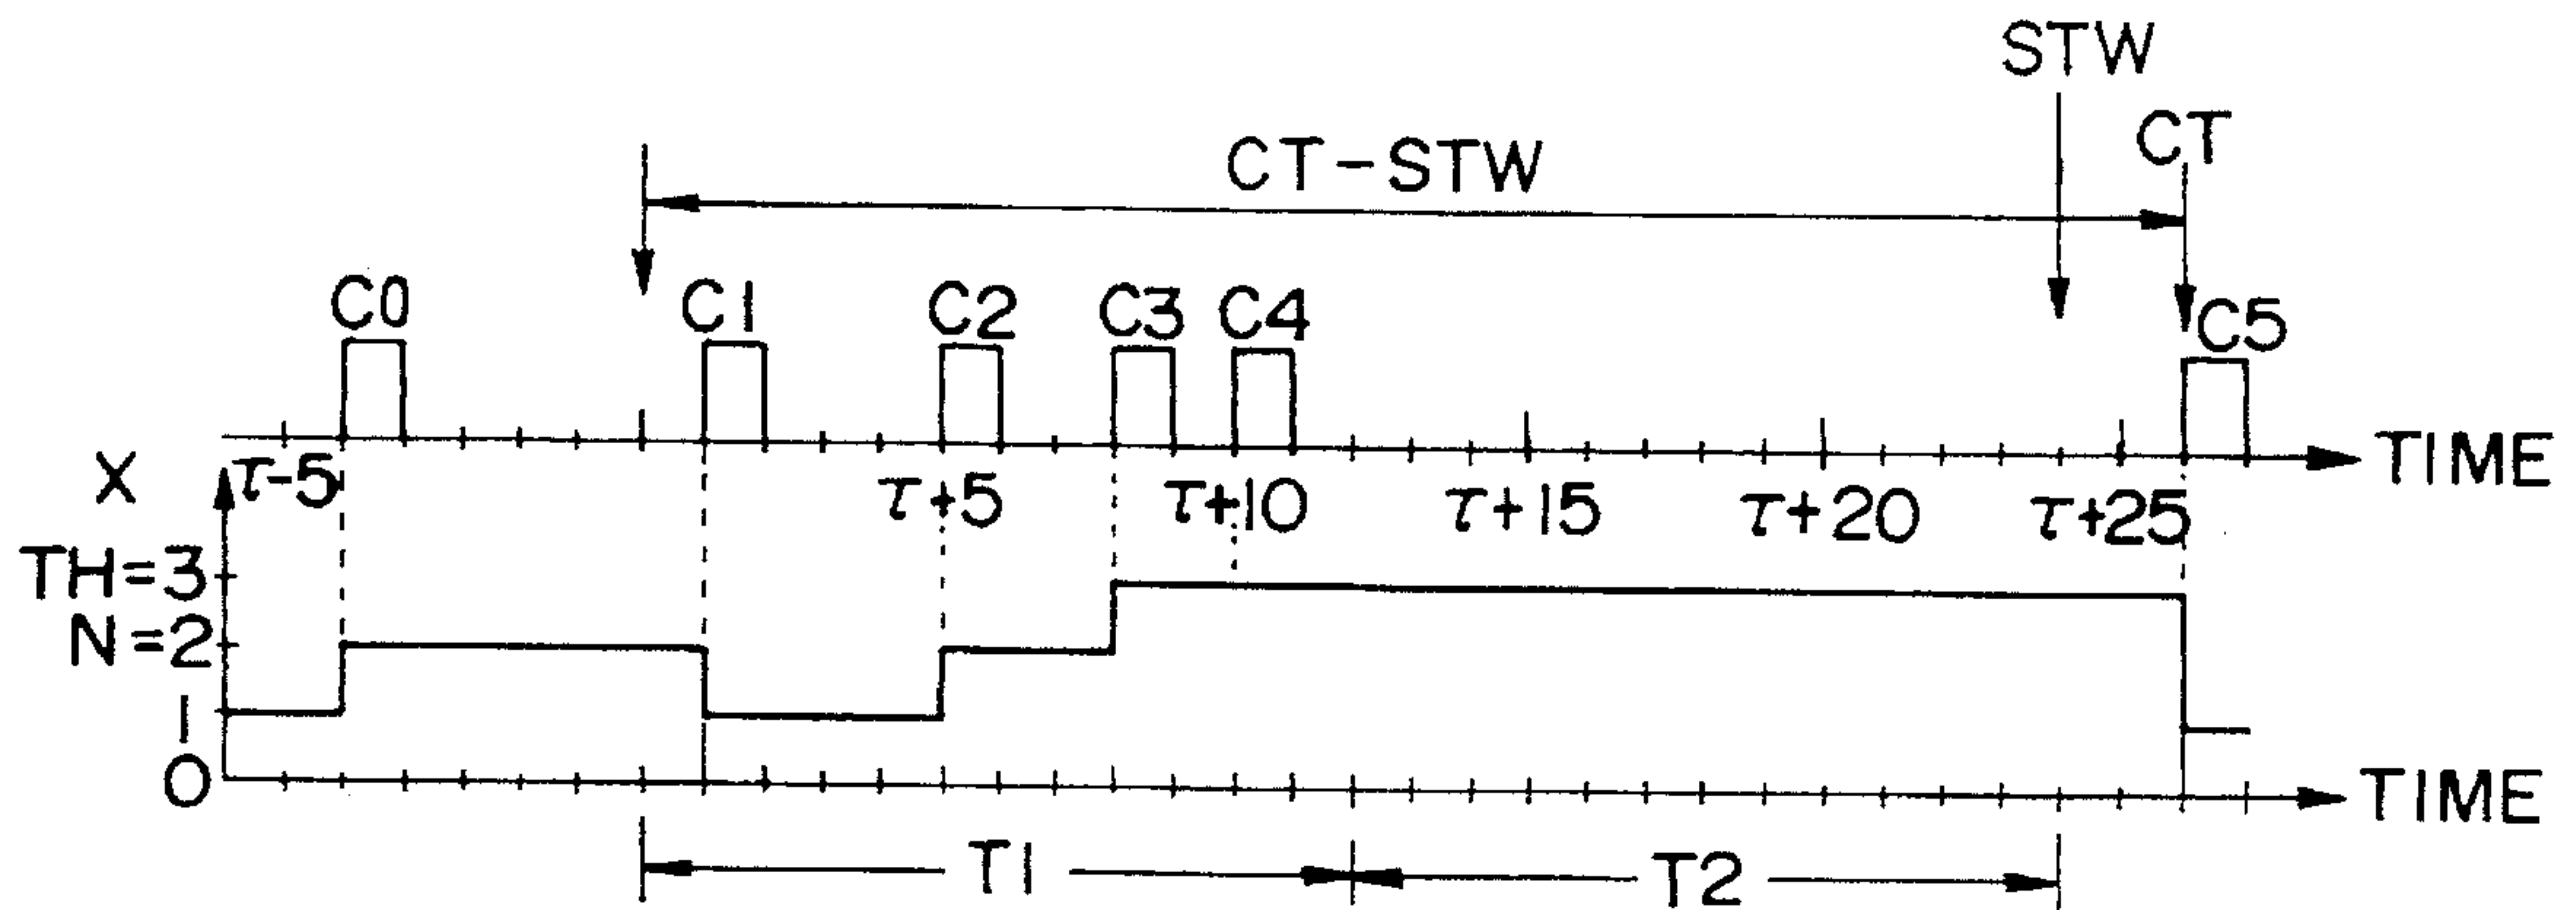 STW
CT
CT-STW
C0
C1
C2
C3
C4
C5
τ-5
τ+5
τ+10
τ+15
τ+20
τ+25
TIME
X
TH=3
N=2
1
0
TIME
T1
T2